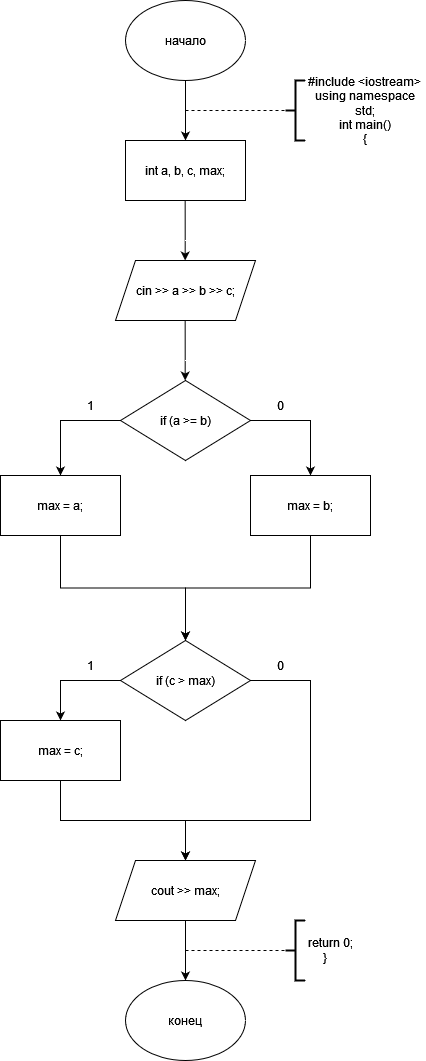 начало
#include <iostream>
using namespace
std;
int main()
{
int a, b, c, max;
cin >> a >> b >> c;
if (a >= b)
1
0
max = a;
max = b;
if (c > max)
1
0
max = c;
cout >> max;
return 0;
}
конец